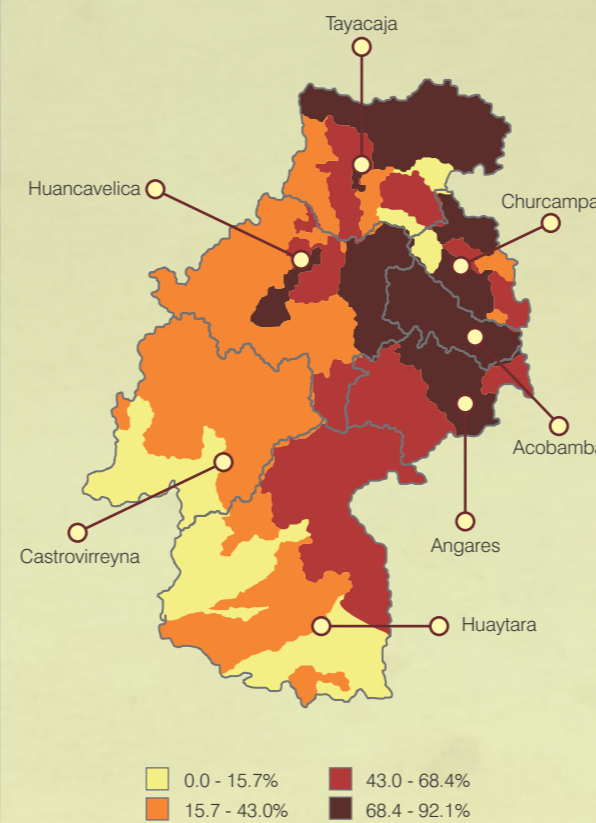 Tayacaja
Huancavelica
Churcampa
Acobamba
Angares
Castrovirreyna
Huaytara
0.0 - 15.7%
43.0 - 68.4%
15.7 - 43.0%
68.4 - 92.1%